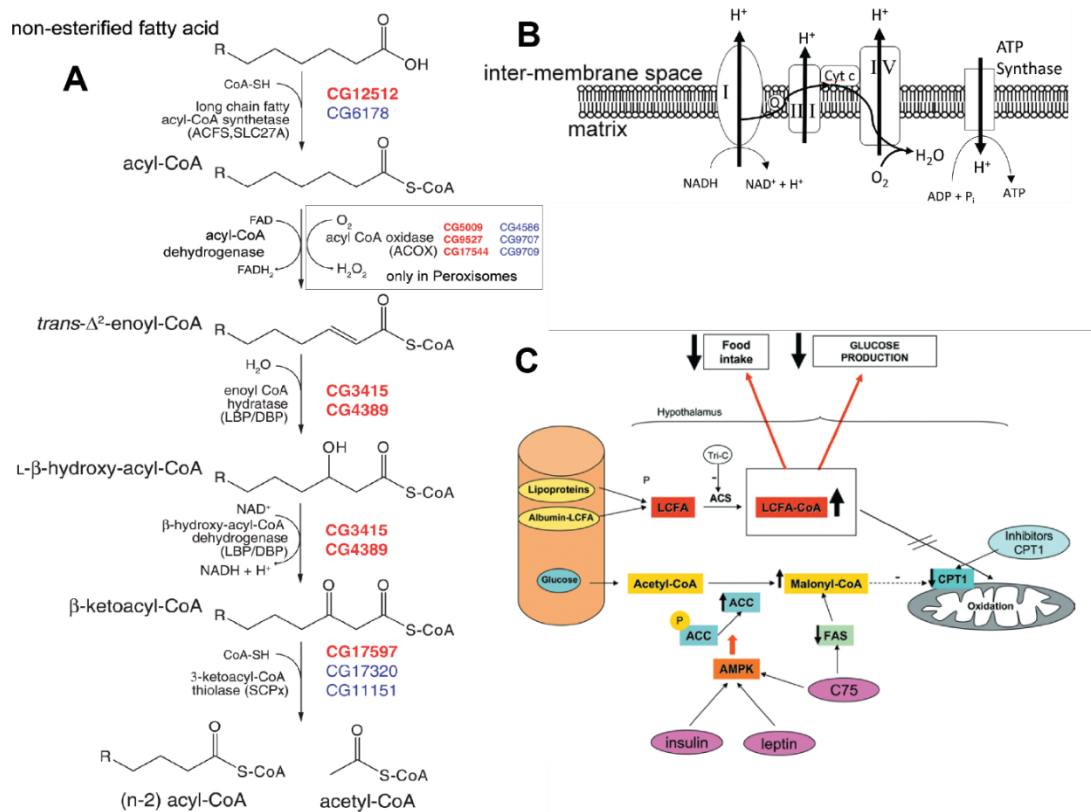 non-esterified fatty acid
A
R
O
OH
CoA-SH
long chain fatty
acyl-CoA synthetase
(ACFS,SLC27A)
CG12512
CG6178
acyl-CoA
R
O
S-CoA
FAD
acyl-CoA
dehydrogenase
FADH2
O2
acyl CoA oxidase
(ACOX)
H2O2
CG5009 CG4586
CG9527 CG9707
CG17544 CG9709
only in Peroxisomes
trans-Δ²-enoyl-CoA
R
O
S-CoA
H2O
enoyl CoA
hydratase
(LBP/DBP)
CG3415
CG4389
L-β-hydroxy-acyl-CoA
R
OH
O
S-CoA
NAD+
β-hydroxy-acyl-CoA
dehydrogenase
(LBP/DBP)
NADH + H+
CG3415
CG4389
β-ketoacyl-CoA
R
O
O
S-CoA
CoA-SH
3-ketoacyl-CoA
thiolase (SCPx)
CG17597
CG17320
CG11151
R
O
S-CoA
O
S-CoA
(n-2) acyl-CoA
acetyl-CoA
B
H+
H+
H+
ATP
Synthase
inter-membrane space
matrix
I
Q
III
Cyt c
IV
H+
NADH
NAD+ + H+
O2
H2O
ADP + Pi
ATP
C
Food
intake
GLUCOSE
PRODUCTION
Hypothalamus
Lipoproteins
Albumin-LCFA
Glucose
P
LCFA
Tri-C
-
ACS
LCFA-CoA
Inhibitors
CPT1
Acetyl-CoA
Malonyl-CoA
-
CPT1
Oxidation
ACC
P
ACC
FAS
AMPK
C75
insulin
leptin